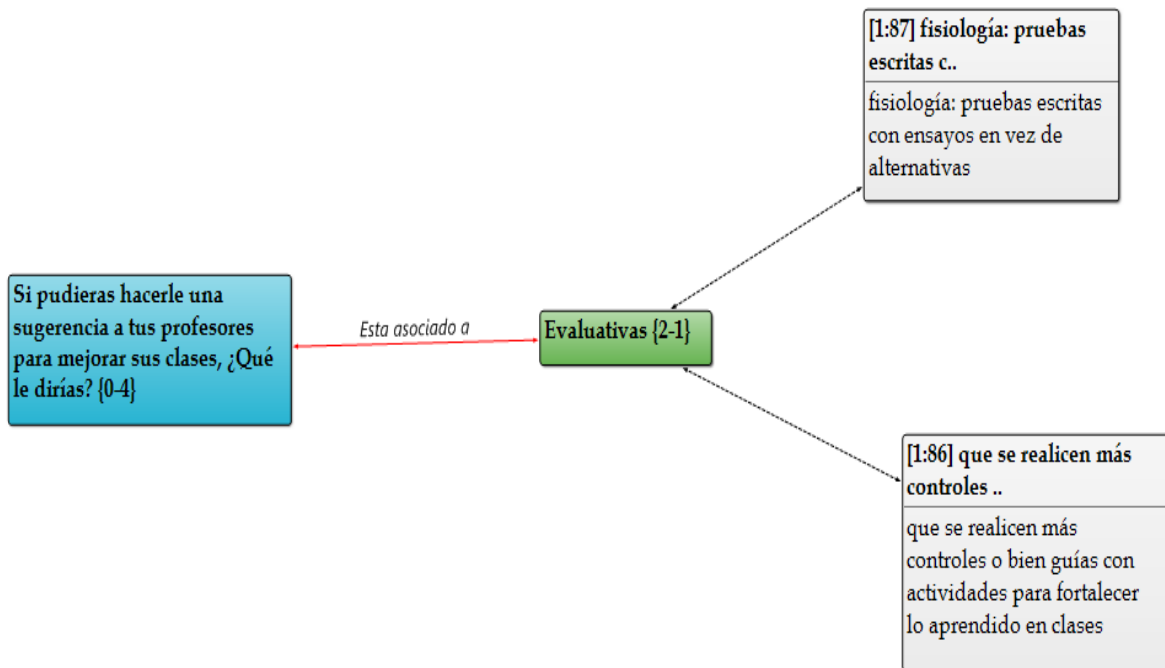 [1:87] fisiología: pruebas
escritas c..
fisiología: pruebas escritas
con ensayos en vez de
alternativas
Si pudieras hacerle una
sugerencia a tus profesores
para mejorar sus clases, ¿Qué
le dirías? {0-4}
Esta asociado a
Evaluativas {2-1}
[1:86] que se realicen más
controles ..
que se realicen más
controles o bien guías con
actividades para fortalecer
lo aprendido en clases